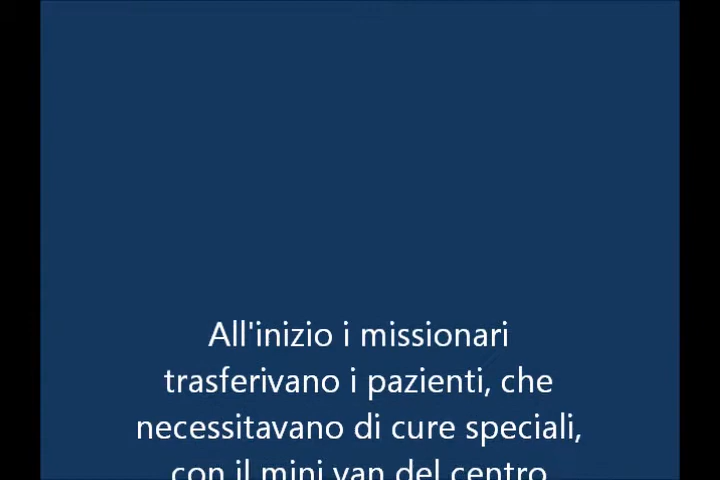 All'inizio i missionari
trasferivano i pazienti, che
necessitavano di cure speciali,
con il mini van del centro